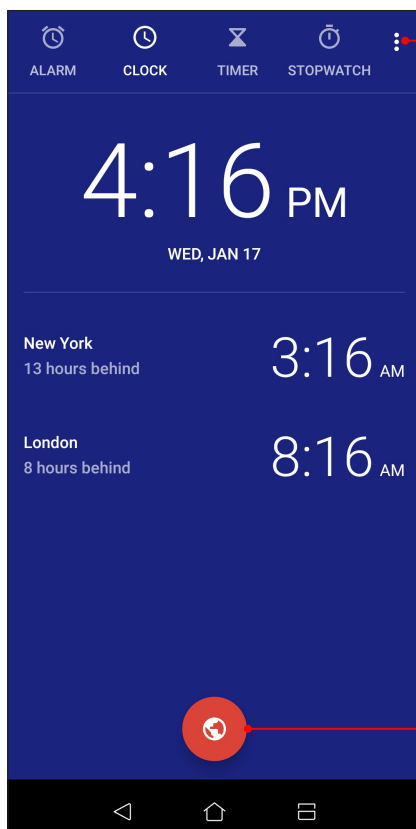 ALARM CLOCK TIMER STOPWATCH
4:16 PM
WED, JAN 17
New York
13 hours behind
3:16 AM
London
8 hours behind
8:16 AM